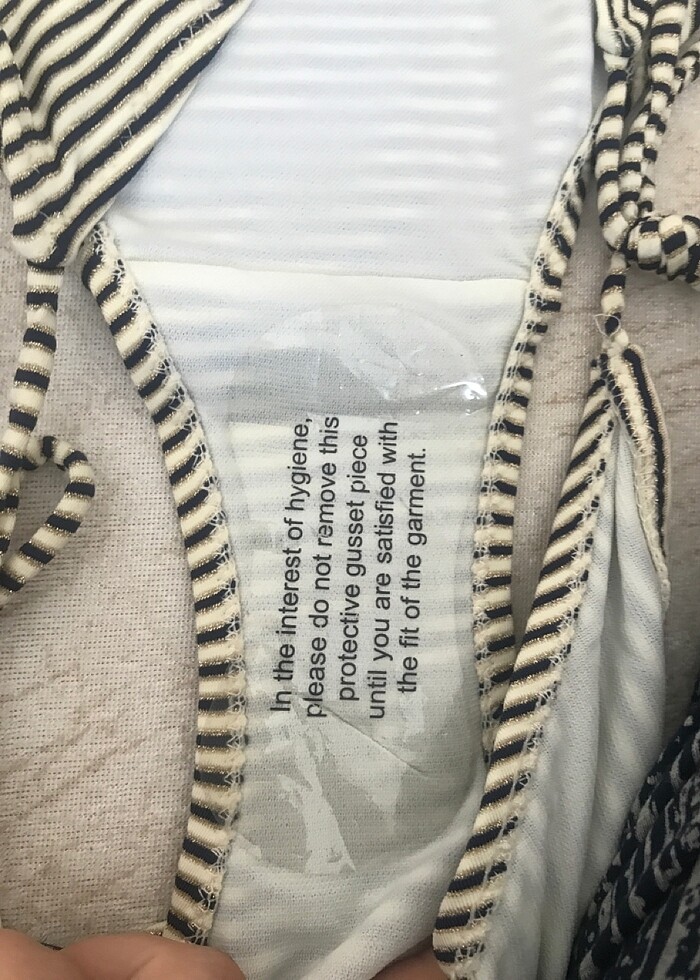 In the interest of hygiene,
please do not remove this
protective gusset piece
until you are satisfied with
the fit of the garment.